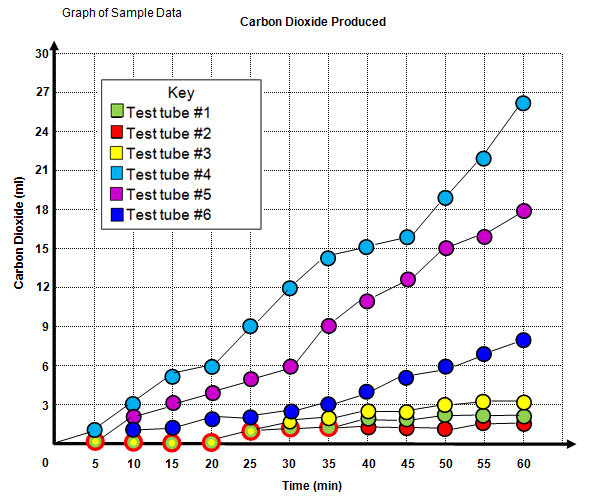 Graph of Sample Data
Carbon Dioxide Produced
30
27
24
21
18
15
12
9
6
3
Carbon Dioxide (ml)
Key
Test tube #1
Test tube #2
Test tube #3
Test tube #4
Test tube #5
Test tube #6
0 5 10 15 20 25 30 35 40 45 50 55 60
Time (min)